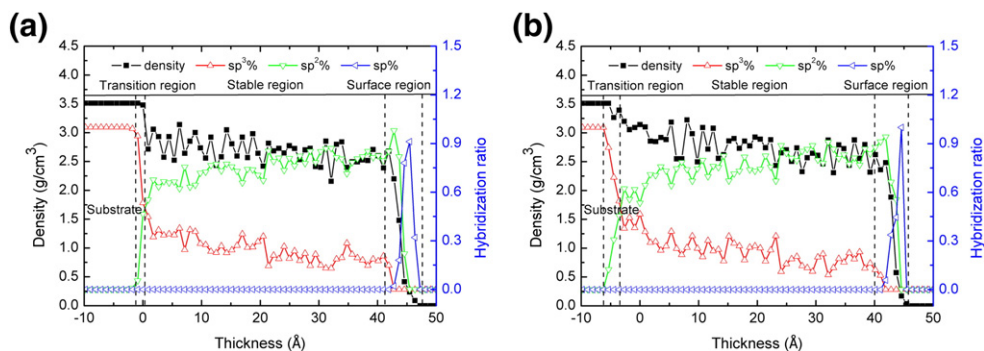 (a)
density sp³% sp²% sp%
Transition region Stable region Surface region
Substrate
4.5
4.0
3.5
3.0
2.5
2.0
1.5
1.0
0.5
0.0
Density (g/cm³)
1.5
1.2
0.9
0.6
0.3
0.0
Hybridization ratio
-10 0 10 20 30 40 50
Thickness (Å)
(b)
density sp³% sp²% sp%
Transition region Stable region Surface region
Substrate
4.5
4.0
3.5
3.0
2.5
2.0
1.5
1.0
0.5
0.0
Density (g/cm³)
1.5
1.2
0.9
0.6
0.3
0.0
Hybridization ratio
-10 0 10 20 30 40 50
Thickness (Å)